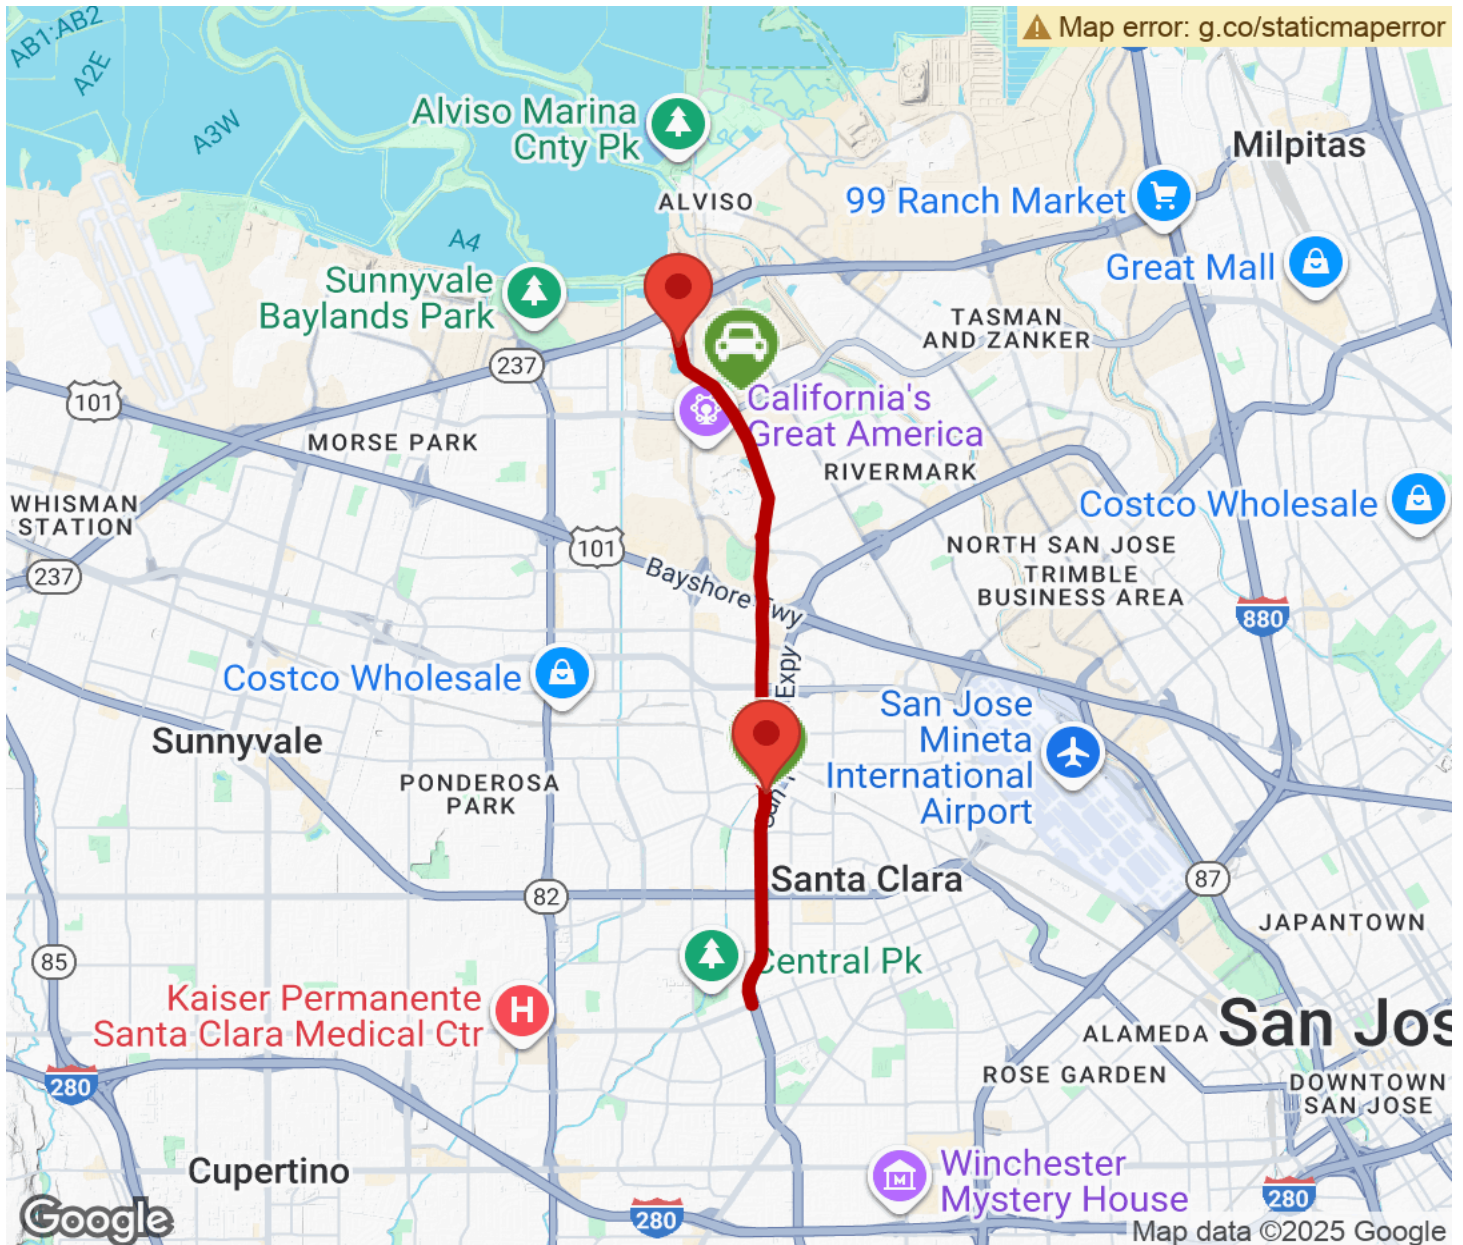 AB1:AB2
Map error: g.co/staticmaperror
A2E
A3W
Alviso Marina
Cnty Pk
Milpitas
ALVISO
99 Ranch Market
A4
Sunnyvale
Baylands Park
Great Mall
TASMAN
AND ZANKER
237
101
California's
Great America
MORSE PARK
RIVERMARK
WHISMAN
STATION
Costco Wholesale
101
NORTH SAN JOSE
237
Bayshore Fwy
TRIMBLE
BUSINESS AREA
880
Costco Wholesale
Expy
San Jose
Mineta
International
Airport
Sunnyvale
PONDEROSA
PARK
Santa Clara
82
87
JAPANTOWN
85
Central Pk
Kaiser Permanente
Santa Clara Medical Ctr
H
San Jos
ALAMEDA
280
ROSE GARDEN
DOWNTOWN
SAN JOSE
Cupertino
Winchester
Mystery House
M
280
280
Google
Map data ©2025 Google